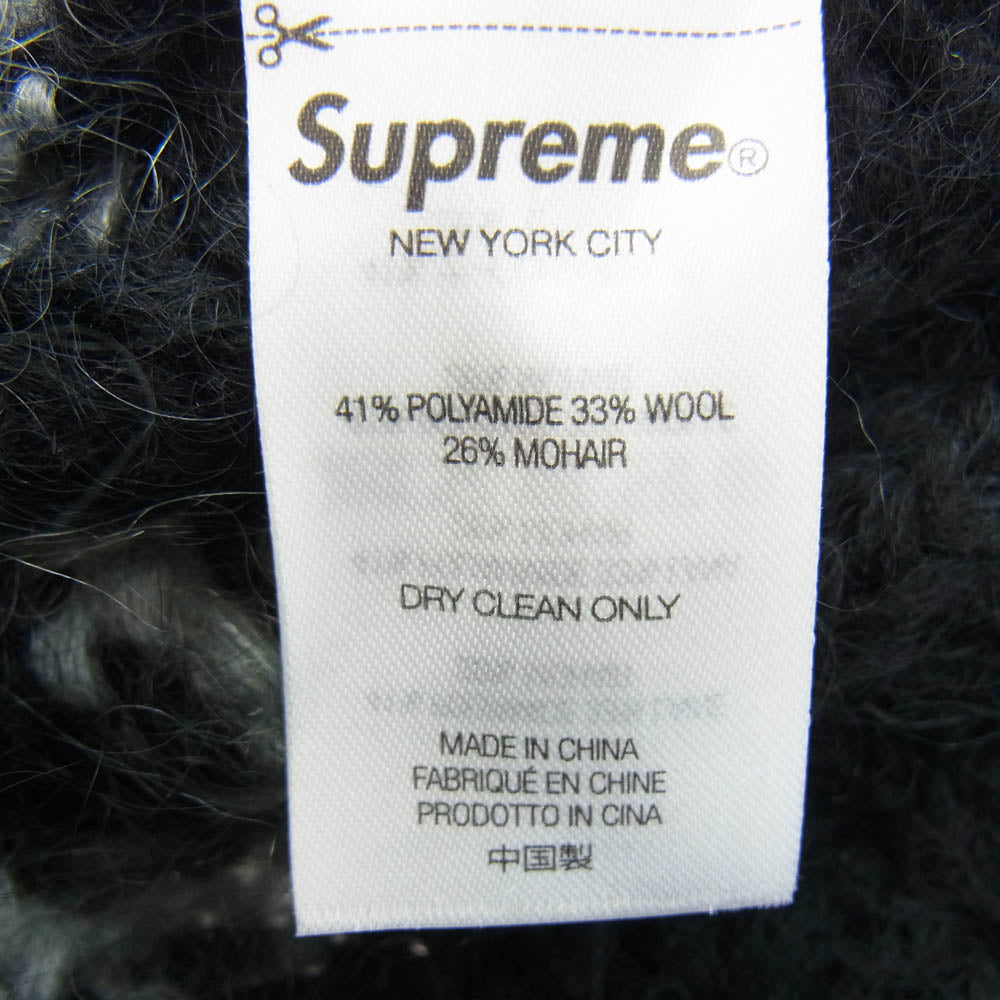 Supreme®
NEW YORK CITY
41% POLYAMIDE 33% WOOL
26% MOHAIR
DRY CLEAN ONLY
MADE IN CHINA
FABRIQUÉ EN CHINE
PRODOTTO IN CINA
中国製